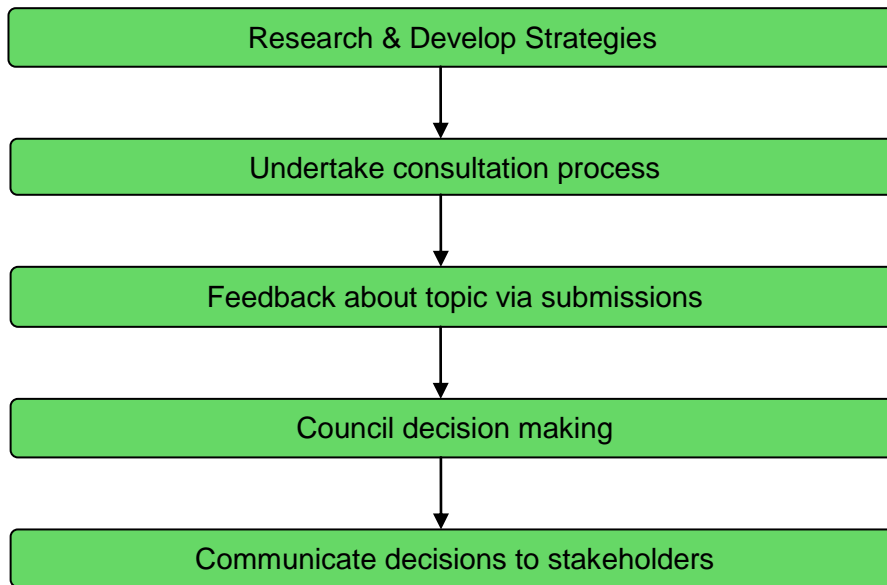 Research & Develop Strategies
Undertake consultation process
Feedback about topic via submissions
Council decision making
Communicate decisions to stakeholders